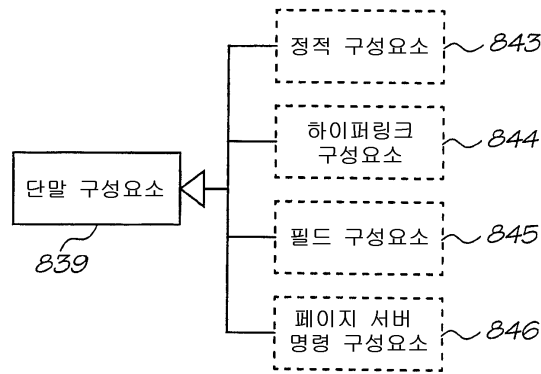 정적 구성요소
843
하이퍼링크
구성요소
844
단말 구성요소
839
필드 구성요소
845
페이지 서버
명령 구성요소
846